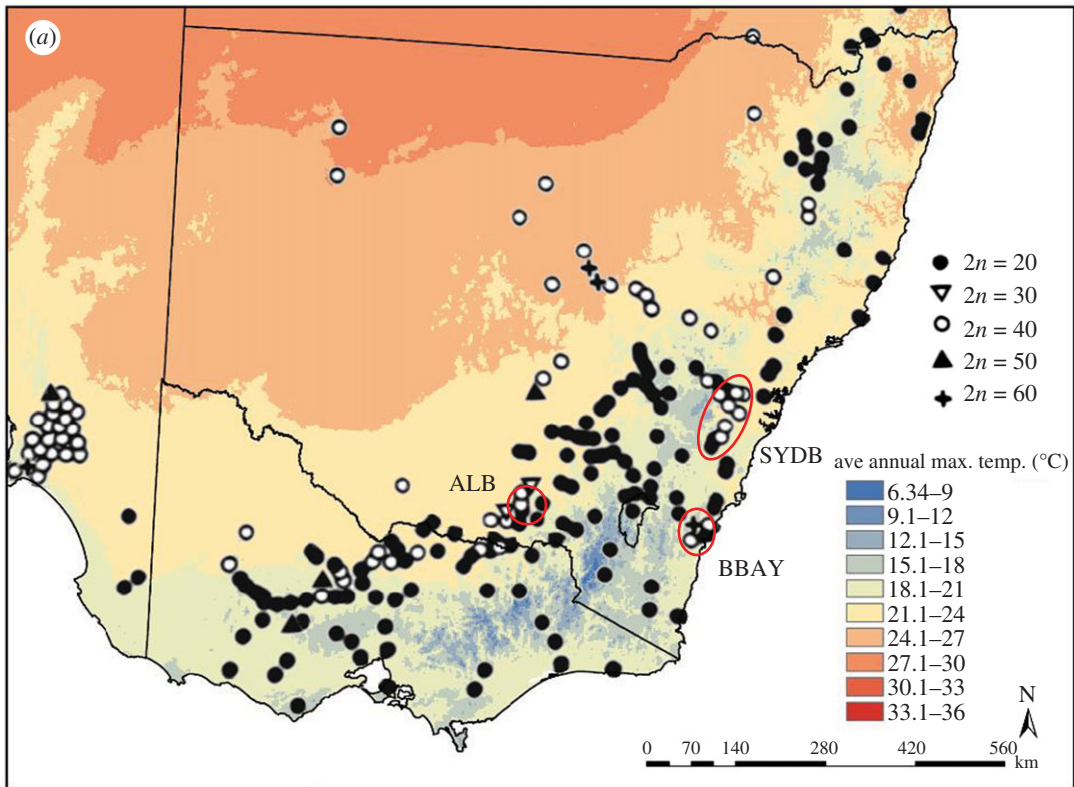 (a)
2n = 20
2n = 30
2n = 40
2n = 50
2n = 60
SYDB
ALB
BBAY
ave annual max. temp. (°C)
6.34–9
9.1–12
12.1–15
15.1–18
18.1–21
21.1–24
24.1–27
27.1–30
30.1–33
33.1–36
N
0 70 140 280 420 560
km